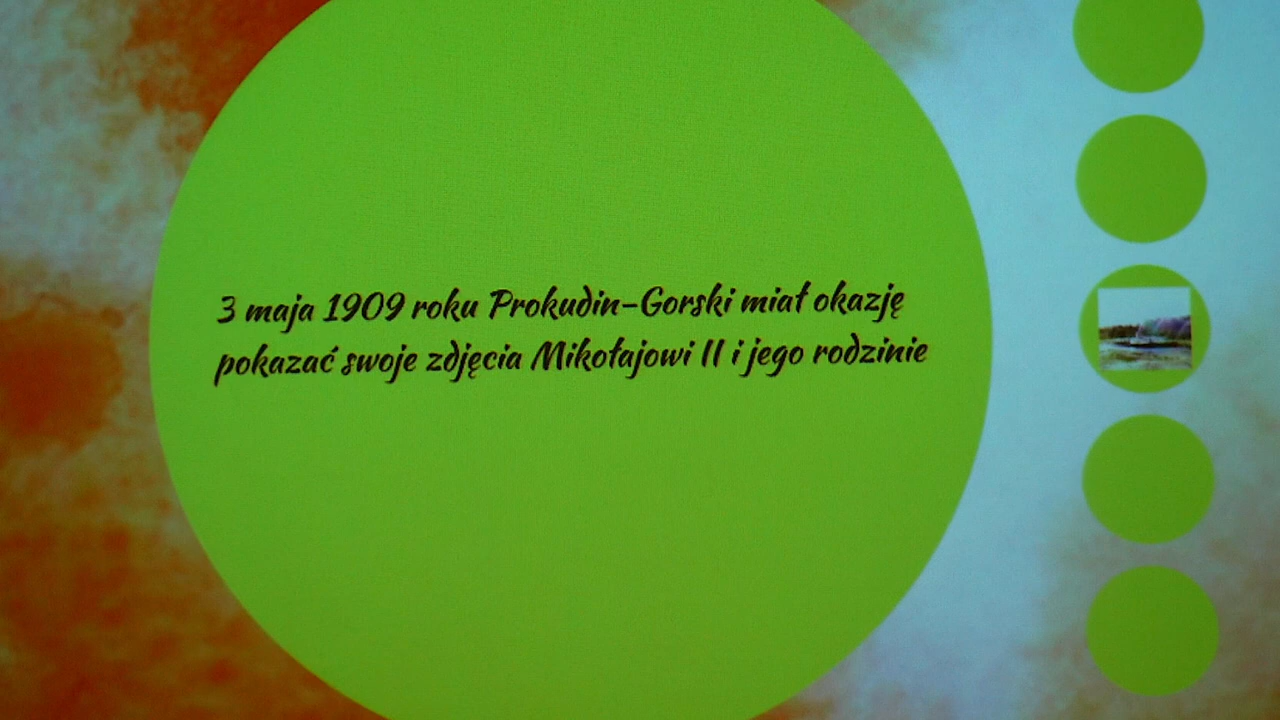 3 maja 1909 roku Prokudin-Gorski miał okazję
pokazać swoje zdjęcia Mikołajowi II i jego rodzinie